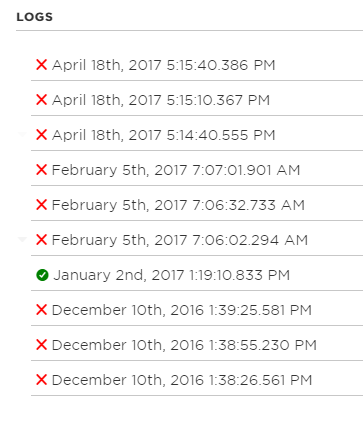 LOGS
April 18th, 2017 5:15:40.386 PM
April 18th, 2017 5:15:10.367 PM
April 18th, 2017 5:14:40.555 PM
February 5th, 2017 7:07:01.901 AM
February 5th, 2017 7:06:32.733 AM
February 5th, 2017 7:06:02.294 AM
January 2nd, 2017 1:19:10.833 PM
December 10th, 2016 1:39:25.581 PM
December 10th, 2016 1:38:55.230 PM
December 10th, 2016 1:38:26.561 PM